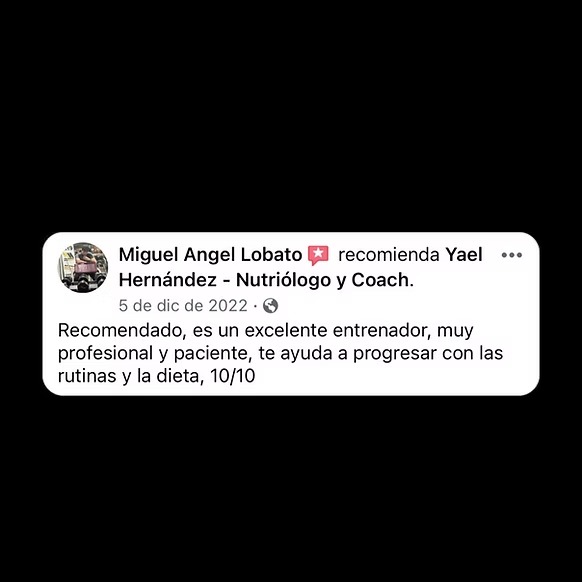 Miguel Angel Lobato recomienda Yael
Hernández - Nutriólogo y Coach.
5 de dic de 2022 ·
Recomendado, es un excelente entrenador, muy
profesional y paciente, te ayuda a progresar con las
rutinas y la dieta, 10/10